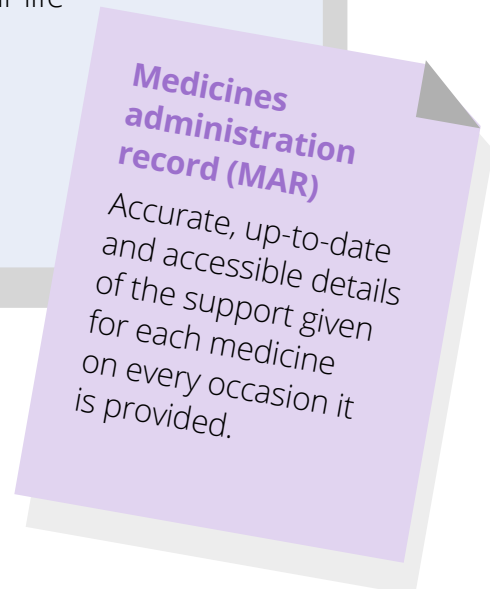 Medicines
administration
record (MAR)
Accurate, up-to-date
and accessible details
of the support given
for each medicine
on every occasion it
is provided.